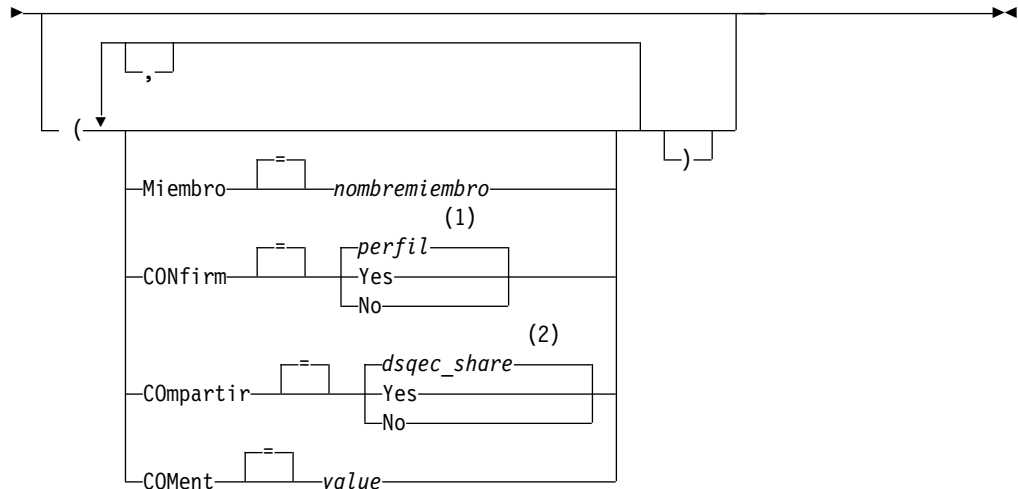 ,
(
)
=
Miembro nombremiembro
(1)
=
perfil
CONfirm Yes
No
(2)
=
dsqec_share
COmpartir Yes
No
=
COMent value